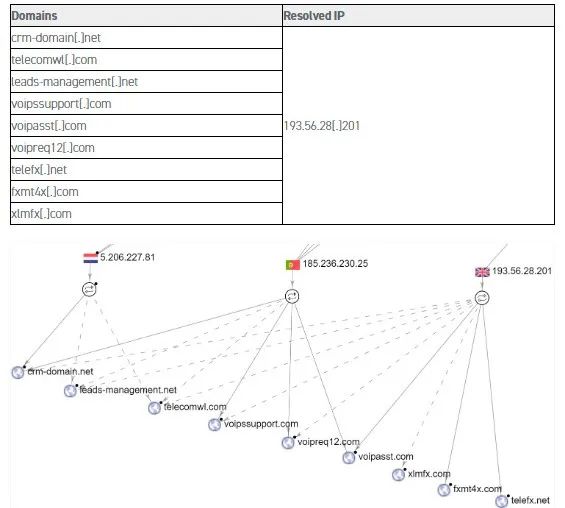 Domains Resolved IP
crm-domain[.]net
telecomwl[.]com
leads-management[.]net
voipssupport[.]com
voipasst[.]com 193.56.28[.]201
voipreq12[.]com
telefx[.]net
fxmt4x[.]com
xlmfx[.]com
5.206.227.81
185.236.230.25
193.56.28.201
crm-domain.net
leads-management.net
telecomwl.com
voipssupport.com
voipreq12.com
voipasst.com
xlmfx.com
fxmt4x.com
telefx.net